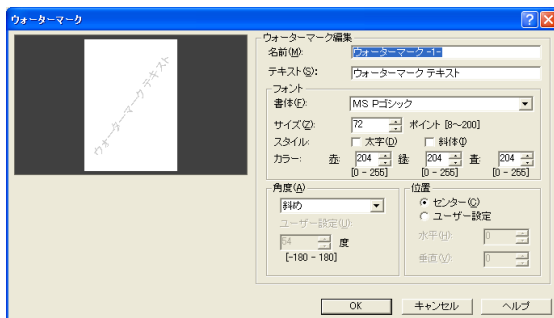 ウォーターマーク
ウォーターマーク テキスト
ウォーターマーク編集
名前(M):
ウォーターマーク -1-
テキスト(S):
ウォーターマーク テキスト
フォント
書体(F):
MS Pゴシック
サイズ(Z):
72
ポイント [8~200]
スタイル:
太字(D)
斜体(I)
カラー:
赤: 204
緑: 204
青: 204
[0 - 255]
[0 - 255]
[0 - 255]
角度(A)
斜め
ユーザー設定(U):
54 度
[-180 - 180]
位置
センター(C)
ユーザー設定
水平(H): 0
垂直(V): 0
OK
キャンセル
ヘルプ